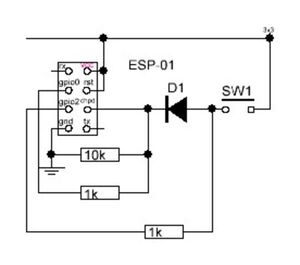 3v3
ESP-01
rx
vcc
gpio0
rst
D1
SW1
gpio2
chpd
gnd
tx
10k
1k
1k